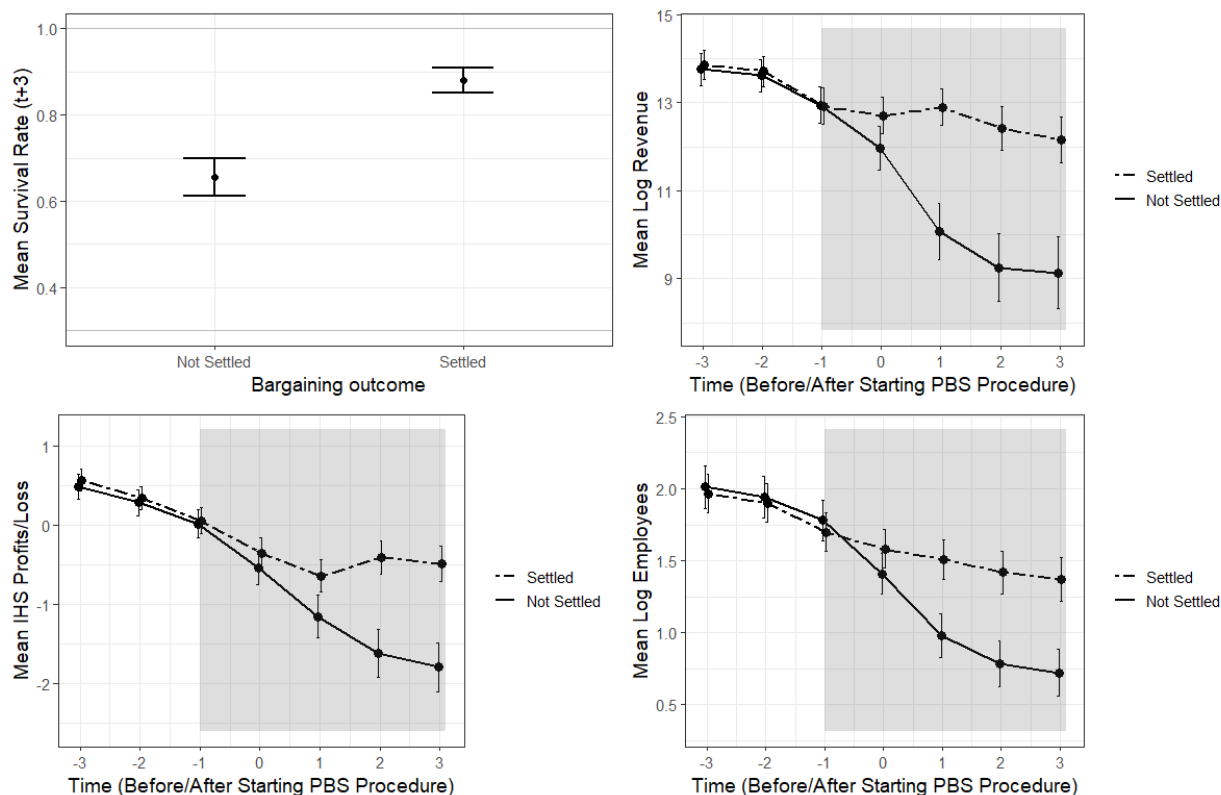 Mean Survival Rate (t+3)
1.0
0.8
0.6
0.4
Not Settled
Settled
Bargaining outcome
Mean Log Revenue
15
13
11
9
-3 -2 -1 0 1 2 3
Time (Before/After Starting PBS Procedure)
Settled
Not Settled
Mean IHS Profits/Loss
1
0
-1
-2
-3 -2 -1 0 1 2 3
Time (Before/After Starting PBS Procedure)
Settled
Not Settled
Mean Log Employees
2.5
2.0
1.5
1.0
0.5
-3 -2 -1 0 1 2 3
Time (Before/After Starting PBS Procedure)
Settled
Not Settled